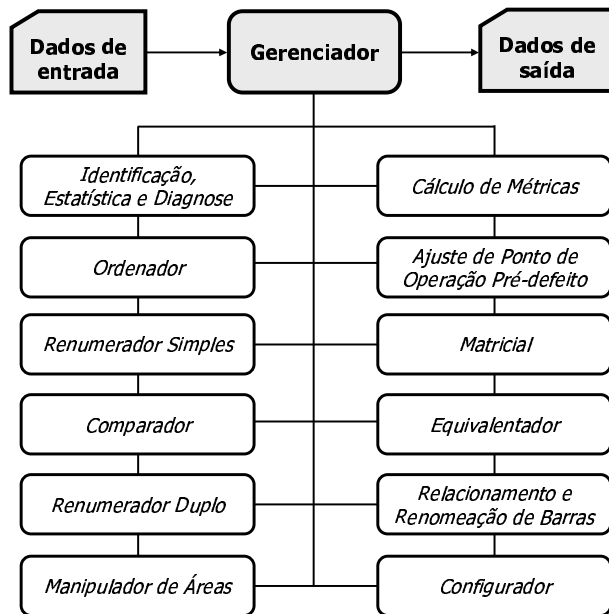 Dados de
entrada
Gerenciador
Dados de
saída
Identificação,
Estatística e Diagnose
Cálculo de Métricas
Ordenador
Ajuste de Ponto de
Operação Pré-defeito
Renumerador Simples
Matricial
Comparador
Equivalentador
Renumerador Duplo
Relacionamento e
Renomeação de Barras
Manipulador de Áreas
Configurador